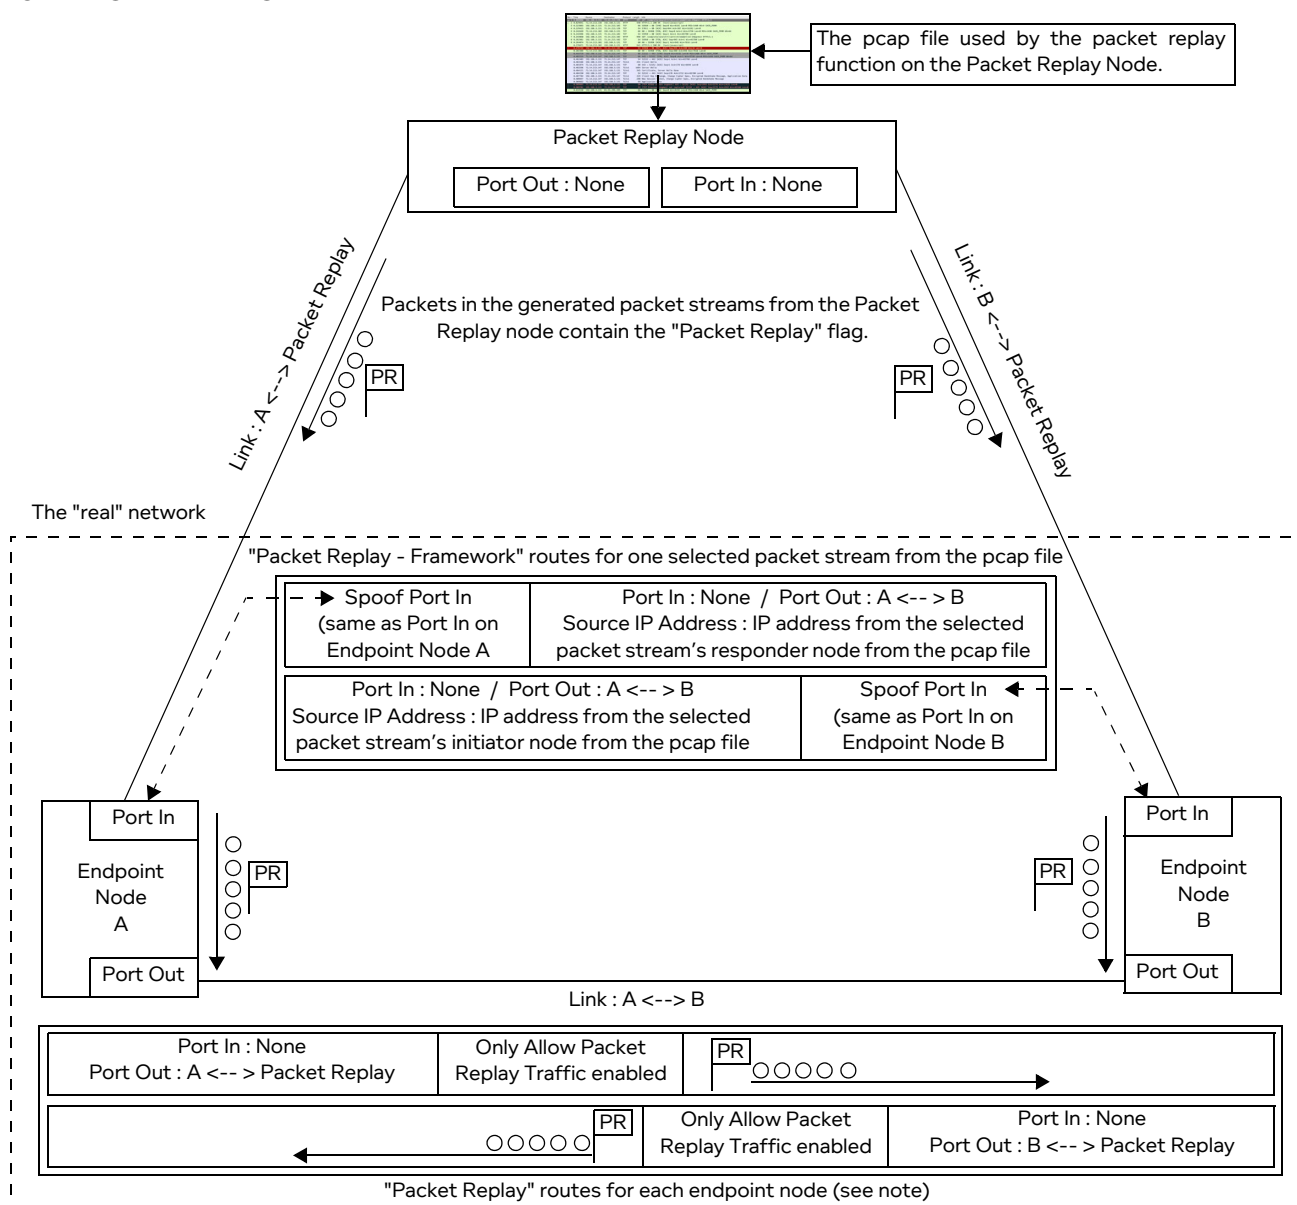 The pcap file used by the packet replay
function on the Packet Replay Node.
Packet Replay Node
Port Out : None
Port In : None
Link : A <---> Packet Replay
Link : B <---> Packet Replay
Packets in the generated packet streams from the Packet
Replay node contain the "Packet Replay" flag.
PR
PR
The "real" network
"Packet Replay - Framework" routes for one selected packet stream from the pcap file
Spoof Port In
(same as Port In on
Endpoint Node A
Port In : None / Port Out : A <-- > B
Source IP Address : IP address from the selected
packet stream's responder node from the pcap file
Port In : None / Port Out : A <-- > B
Source IP Address : IP address from the selected
packet stream's initiator node from the pcap file
Spoof Port In
(same as Port In on
Endpoint Node B
Port In
Endpoint
Node
A
Port Out
PR
PR
Port In
Endpoint
Node
B
Port Out
Link : A <---> B
Port In : None
Port Out : A <-- > Packet Replay
Only Allow Packet
Replay Traffic enabled
PR
PR
Only Allow Packet
Replay Traffic enabled
Port In : None
Port Out : B <-- > Packet Replay
"Packet Replay" routes for each endpoint node (see note)